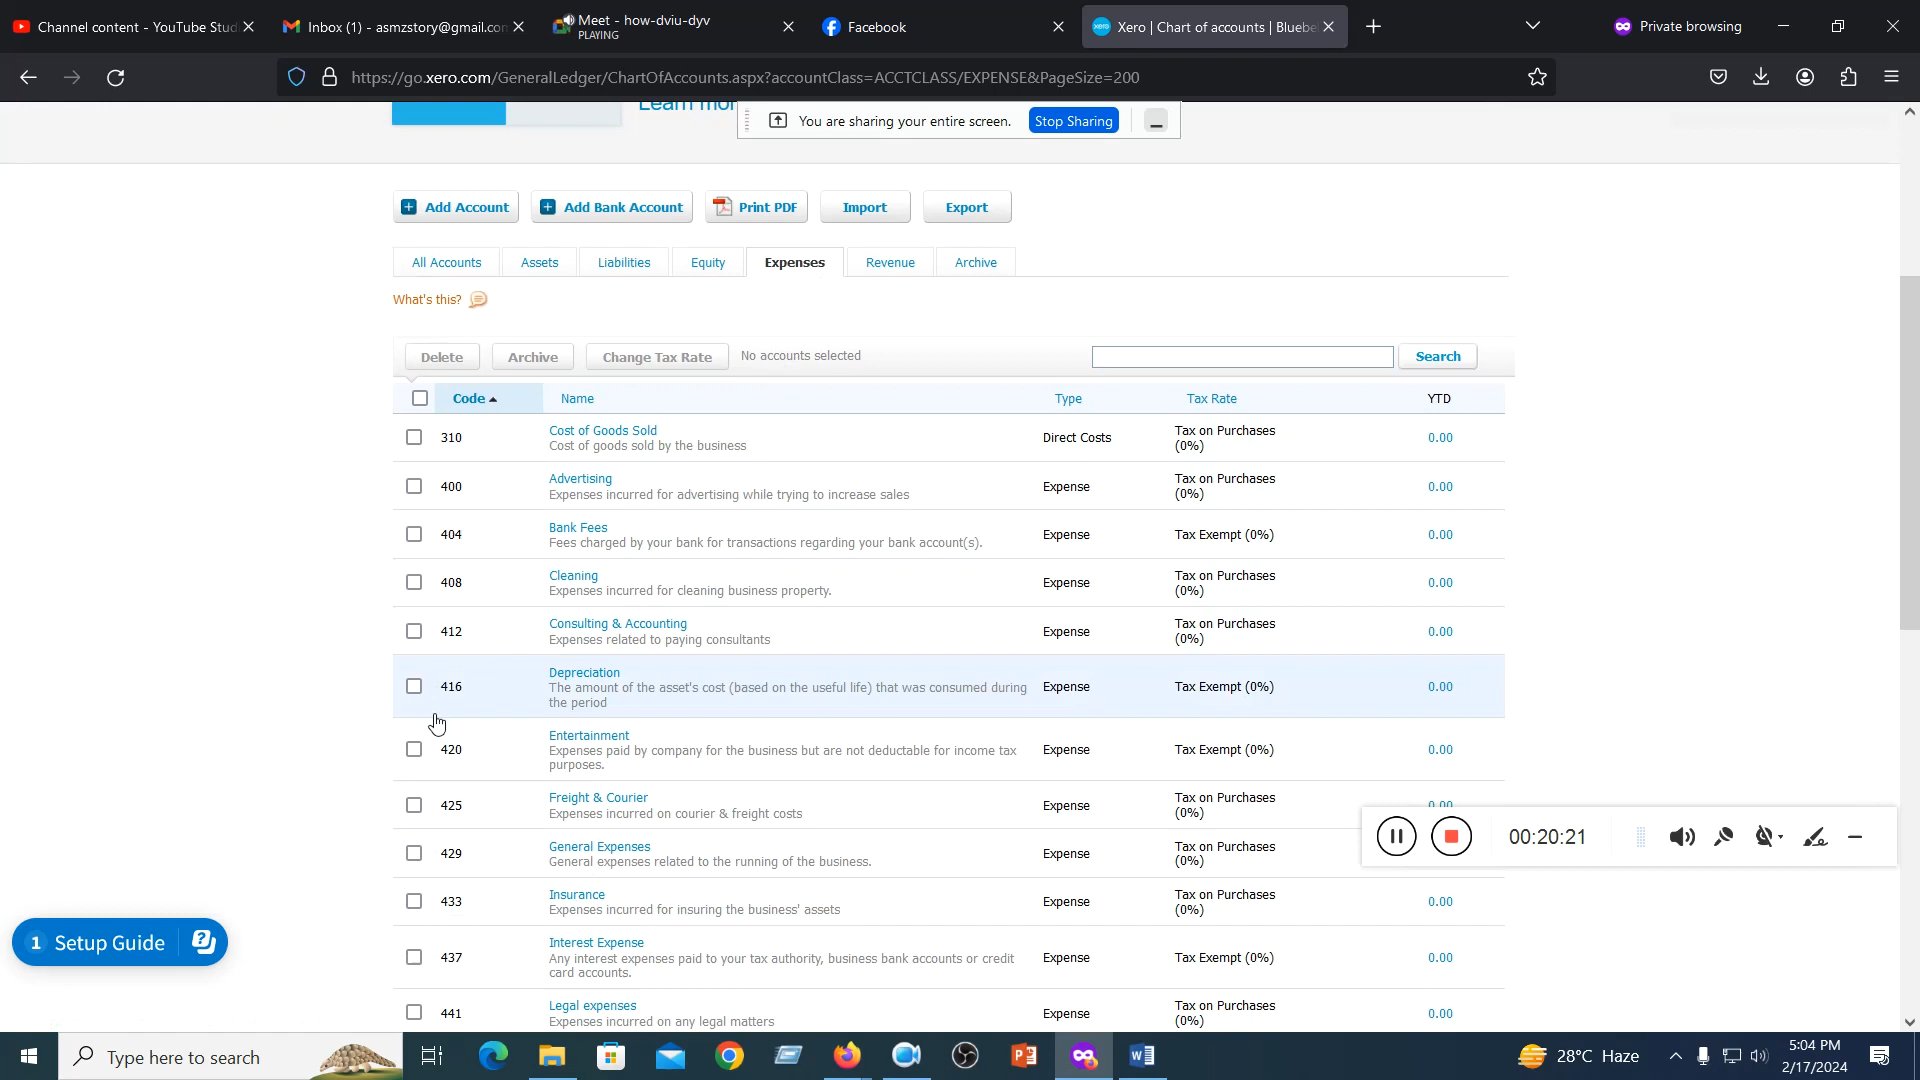 Channel content - YouTube Stud
Inbox (1) - asmzstory@gmail.com
Meet - how-dviu-dyv
PLAYING
Facebook
Xero | Chart of accounts | Bluebe
Private browsing
https://go.xero.com/GeneralLedger/ChartOfAccounts.aspx?accountClass=ACCTCLASS/EXPENSE&PageSize=200
Learn mor
You are sharing your entire screen.
Stop Sharing
Add Account
Add Bank Account
Print PDF
Import
Export
All Accounts
Assets
Liabilities
Equity
Expenses
Revenue
Archive
What's this?
Delete
Archive
Change Tax Rate
No accounts selected
Search
Code
Name
Type
Tax Rate
YTD
310
Cost of Goods Sold
Cost of goods sold by the business
Direct Costs
Tax on Purchases
(0%)
0.00
400
Advertising
Expenses incurred for advertising while trying to increase sales
Expense
Tax on Purchases
(0%)
0.00
404
Bank Fees
Fees charged by your bank for transactions regarding your bank account(s).
Expense
Tax Exempt (0%)
0.00
408
Cleaning
Expenses incurred for cleaning business property.
Expense
Tax on Purchases
(0%)
0.00
412
Consulting & Accounting
Expenses related to paying consultants
Expense
Tax on Purchases
(0%)
0.00
416
Depreciation
The amount of the asset's cost (based on the useful life) that was consumed during
the period
Expense
Tax Exempt (0%)
0.00
420
Entertainment
Expenses paid by company for the business but are not deductable for income tax
purposes.
Expense
Tax Exempt (0%)
0.00
425
Freight & Courier
Expenses incurred on courier & freight costs
Expense
Tax on Purchases
(0%)
0.00
00:20:21
429
General Expenses
General expenses related to the running of the business.
Expense
Tax on Purchases
(0%)
433
Insurance
Expenses incurred for insuring the business' assets
Expense
Tax on Purchases
(0%)
0.00
437
Interest Expense
Any interest expenses paid to your tax authority, business bank accounts or credit
card accounts.
Expense
Tax Exempt (0%)
0.00
441
Legal expenses
Expenses incurred on any legal matters
Expense
Tax on Purchases
(0%)
0.00
1 Setup Guide
Type here to search
28°C Haze
5:04 PM
2/17/2024